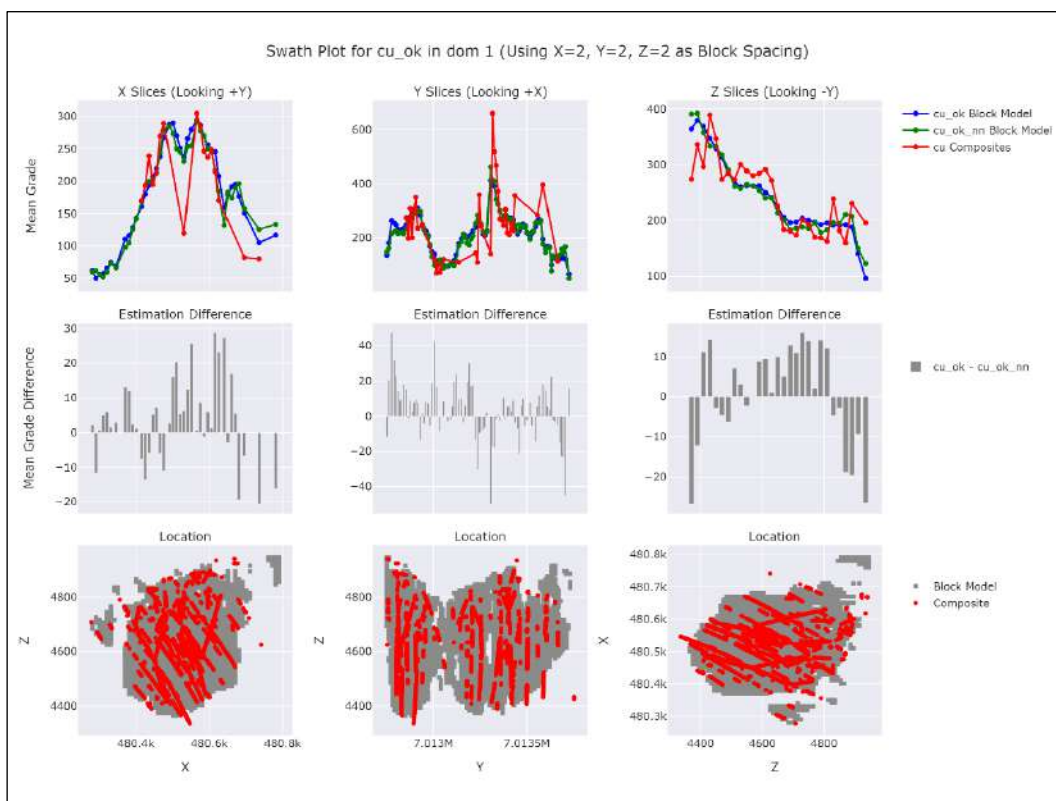 Swath Plot for cu_ok in dom 1 (Using X=2, Y=2, Z=2 as Block Spacing)
X Slices (Looking +Y)
Y Slices (Looking +X)
Z Slices (Looking -Y)
Mean Grade
300
250
200
150
100
50
600
400
200
0
400
300
200
100
cu_ok Block Model
cu_ok_nn Block Model
cu Composites
Estimation Difference
Estimation Difference
Estimation Difference
Mean Grade Difference
30
20
10
0
−10
−20
40
20
0
−20
−40
10
0
−10
−20
cu_ok - cu_ok_nn
Location
Location
Location
Z
4800
4600
4400
480.4k
480.6k
480.8k
X
Z
4800
4600
4400
7.013M
7.0135M
Y
X
480.8k
480.7k
480.6k
480.5k
480.4k
480.3k
4400
4600
4800
Z
Block Model
Composite